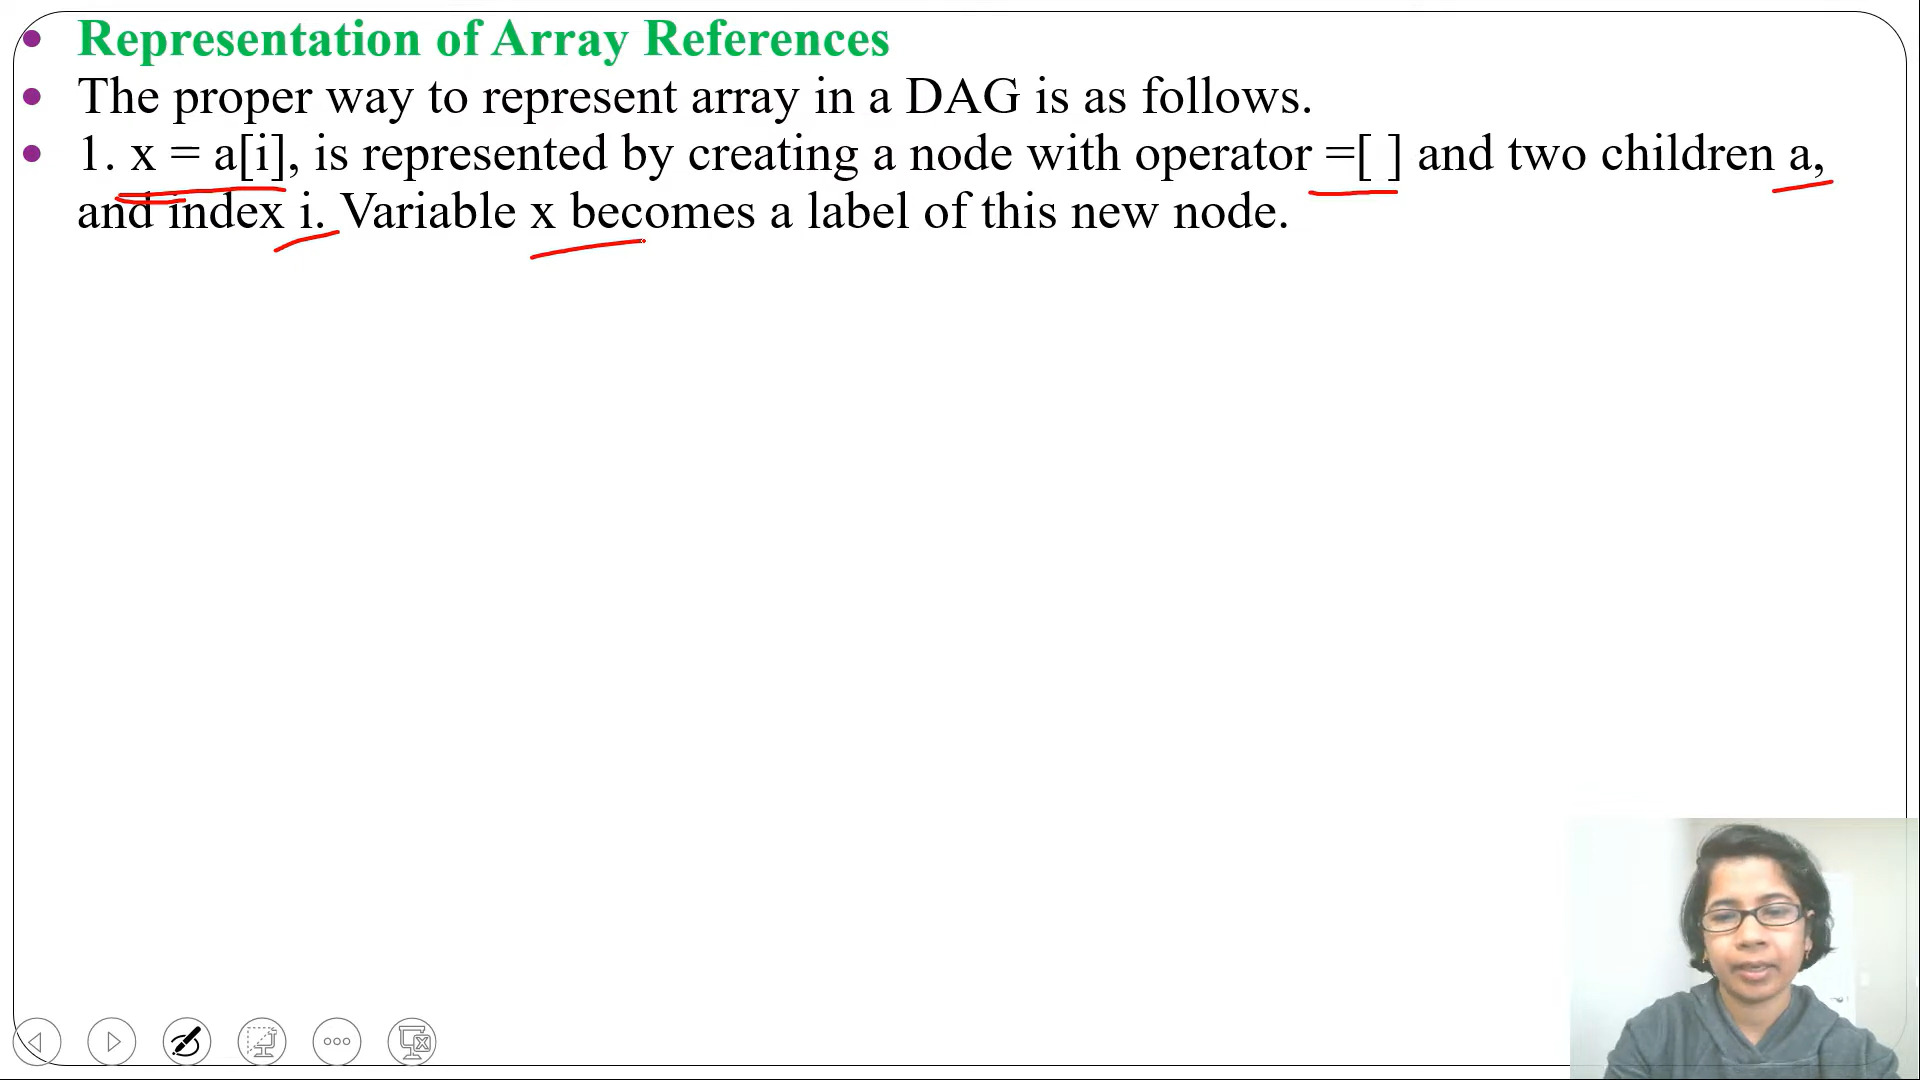 Representation of Array References
The proper way to represent array in a DAG is as follows.
1. x = a[i], is represented by creating a node with operator =[ ] and two children a,
and index i. Variable x becomes a label of this new node.